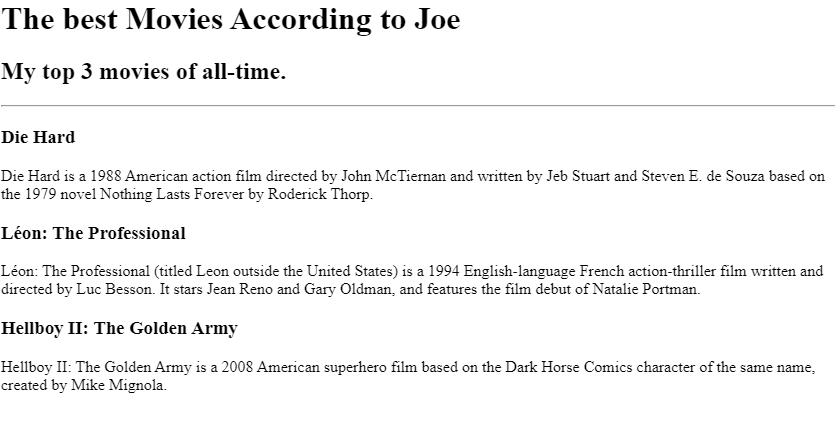 The best Movies According to Joe
My top 3 movies of all-time.
Die Hard
Die Hard is a 1988 American action film directed by John McTiernan and written by Jeb Stuart and Steven E. de Souza based on
the 1979 novel Nothing Lasts Forever by Roderick Thorp.
Léon: The Professional
Léon: The Professional (titled Leon outside the United States) is a 1994 English-language French action-thriller film written and
directed by Luc Besson. It stars Jean Reno and Gary Oldman, and features the film debut of Natalie Portman.
Hellboy II: The Golden Army
Hellboy II: The Golden Army is a 2008 American superhero film based on the Dark Horse Comics character of the same name,
created by Mike Mignola.